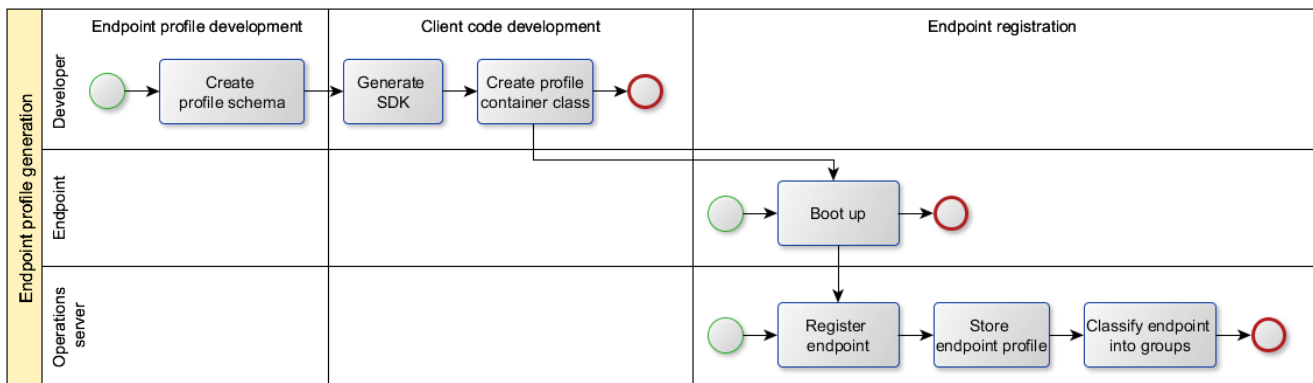 Endpoint profile generation
Endpoint profile development
Client code development
Endpoint registration
Developer
Create
profile schema
Generate
SDK
Create profile
container class
Endpoint
Boot up
Operations
server
Register
endpoint
Store
endpoint profile
Classify endpoint
into groups